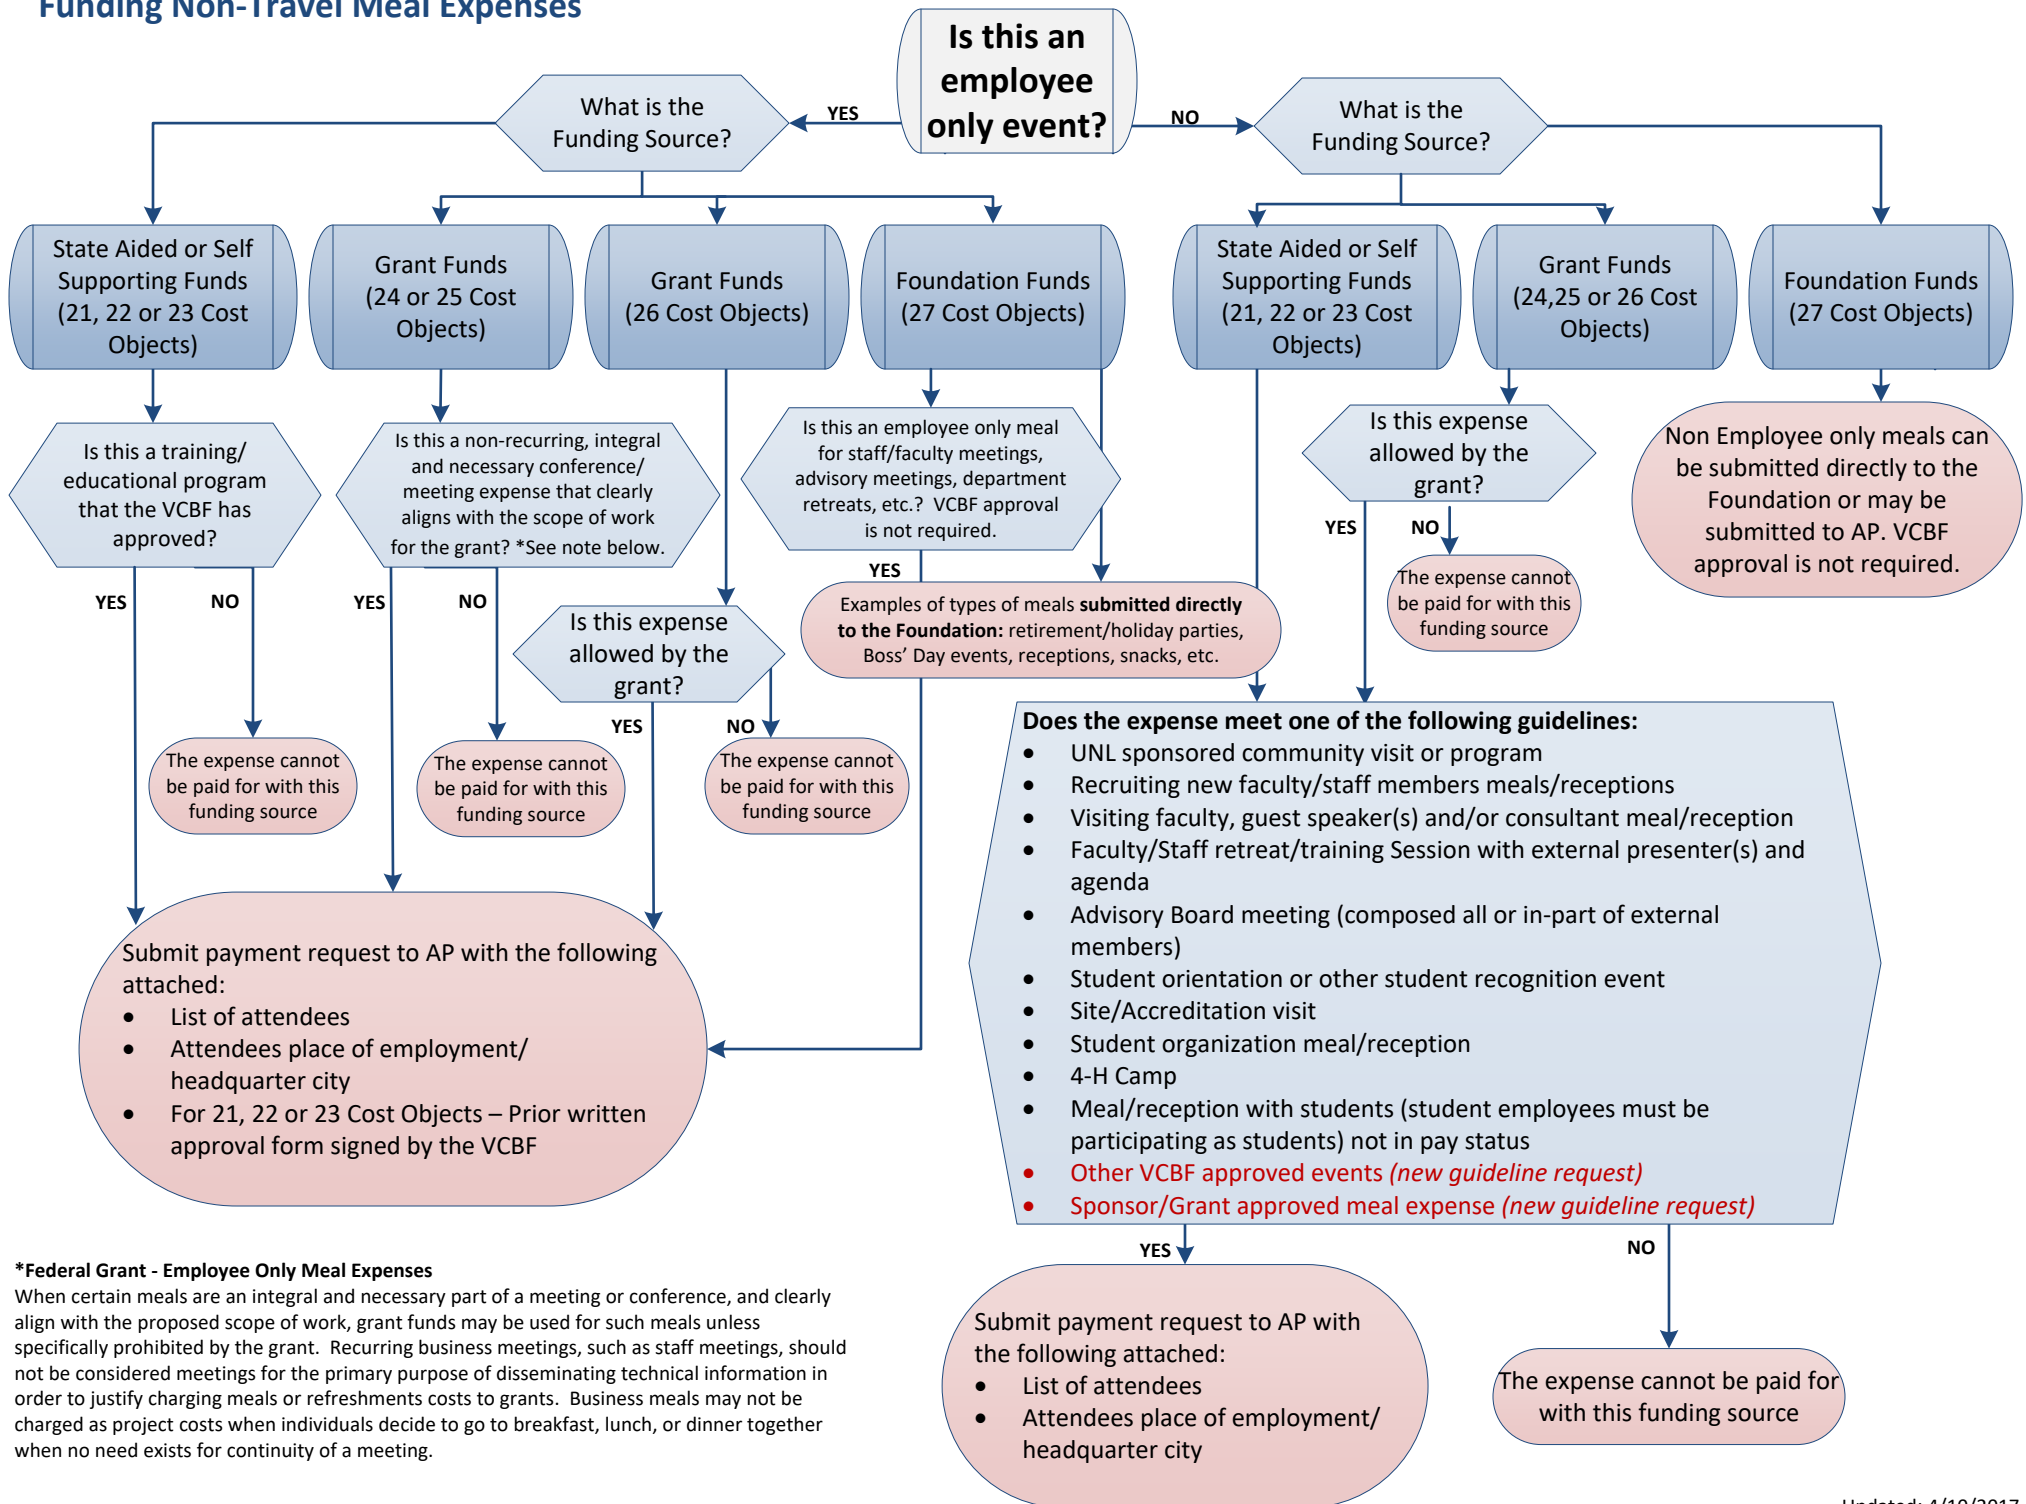 Funding Non-Travel Meal Expenses
Is this an
employee
only event?
YES
NO
What is the
Funding Source?
What is the
Funding Source?
State Aided or Self
Supporting Funds
(21, 22 or 23 Cost
Objects)
Grant Funds
(24 or 25 Cost
Objects)
Grant Funds
(26 Cost Objects)
Foundation Funds
(27 Cost Objects)
State Aided or Self
Supporting Funds
(21, 22 or 23 Cost
Objects)
Grant Funds
(24,25 or 26 Cost
Objects)
Foundation Funds
(27 Cost Objects)
Is this a training/
educational program
that the VCBF has
approved?
Is this a non-recurring, integral
and necessary conference/
meeting expense that clearly
aligns with the scope of work
for the grant? *See note below.
Is this an employee only meal
for staff/faculty meetings,
advisory meetings, department
retreats, etc.?  VCBF approval
is not required.
Is this expense
allowed by the
grant?
Non Employee only meals can
be submitted directly to the
Foundation or may be
submitted to AP. VCBF
approval is not required.
YES
NO
YES
NO
YES
YES
NO
Is this expense
allowed by the
grant?
Examples of types of meals submitted directly
to the Foundation: retirement/holiday parties,
Boss' Day events, receptions, snacks, etc.
The expense cannot
be paid for with this
funding source
YES
NO
The expense cannot
be paid for with this
funding source
The expense cannot
be paid for with this
funding source
The expense cannot
be paid for with this
funding source
Does the expense meet one of the following guidelines:
• UNL sponsored community visit or program
• Recruiting new faculty/staff members meals/receptions
• Visiting faculty, guest speaker(s) and/or consultant meal/reception
• Faculty/Staff retreat/training Session with external presenter(s) and
agenda
• Advisory Board meeting (composed all or in-part of external
members)
• Student orientation or other student recognition event
• Site/Accreditation visit
• Student organization meal/reception
• 4-H Camp
• Meal/reception with students (student employees must be
participating as students) not in pay status
• Other VCBF approved events (new guideline request)
• Sponsor/Grant approved meal expense (new guideline request)
Submit payment request to AP with the following
attached:
• List of attendees
• Attendees place of employment/
headquarter city
• For 21, 22 or 23 Cost Objects – Prior written
approval form signed by the VCBF
YES
NO
*Federal Grant - Employee Only Meal Expenses
When certain meals are an integral and necessary part of a meeting or conference, and clearly
align with the proposed scope of work, grant funds may be used for such meals unless
specifically prohibited by the grant.  Recurring business meetings, such as staff meetings, should
not be considered meetings for the primary purpose of disseminating technical information in
order to justify charging meals or refreshments costs to grants.  Business meals may not be
charged as project costs when individuals decide to go to breakfast, lunch, or dinner together
when no need exists for continuity of a meeting.
Submit payment request to AP with
the following attached:
• List of attendees
• Attendees place of employment/
headquarter city
The expense cannot be paid for
with this funding source
Updated: 4/10/2017